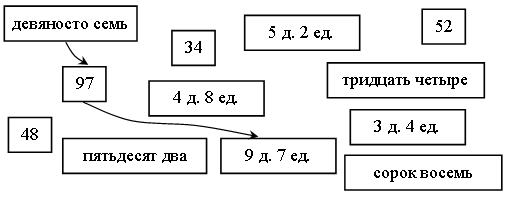 девяносто семь
34
5 д. 2 ед.
52
97
4 д. 8 ед.
тридцать четыре
48
пятьдесят два
9 д. 7 ед.
3 д. 4 ед.
сорок восемь